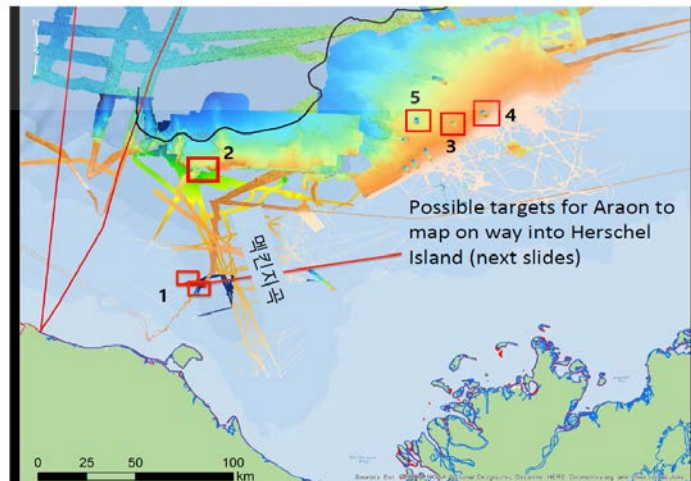 5
4
3
2
Possible targets for Araon to
map on way into Herschel
Island (next slides)
멕킨지곡
1
0 25 50 100
km